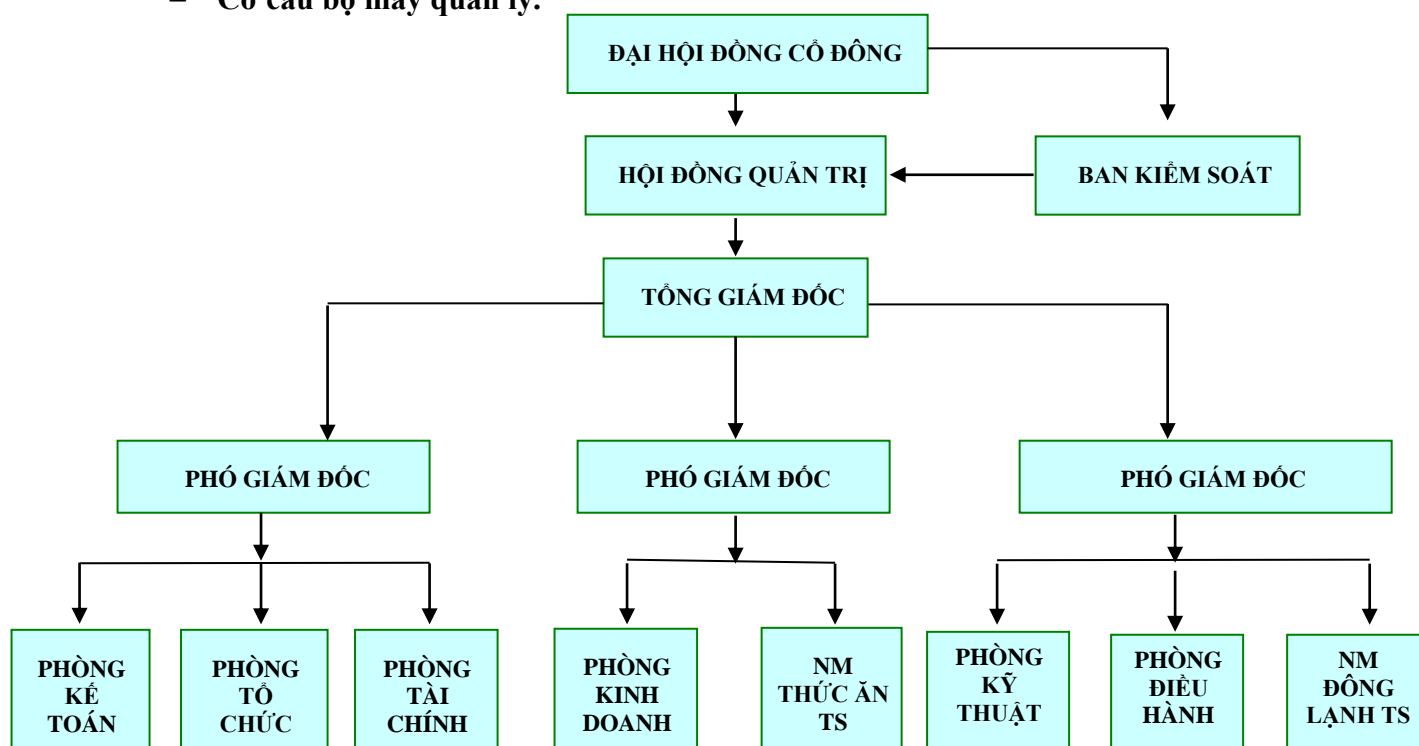 – Cơ cấu bộ máy quản lý:
ĐẠI HỘI ĐỒNG CỔ ĐÔNG
HỘI ĐỒNG QUẢN TRỊ
BAN KIỂM SOÁT
TỔNG GIÁM ĐỐC
PHÓ GIÁM ĐỐC
PHÓ GIÁM ĐỐC
PHÓ GIÁM ĐỐC
PHÒNG
KẾ
TOÁN
PHÒNG
TỔ
CHỨC
PHÒNG
TÀI
CHÍNH
PHÒNG
KINH
DOANH
NM
THỨC ĂN
TS
PHÒNG
KỸ
THUẬT
PHÒNG
ĐIỀU
HÀNH
NM
ĐÔNG
LẠNH TS